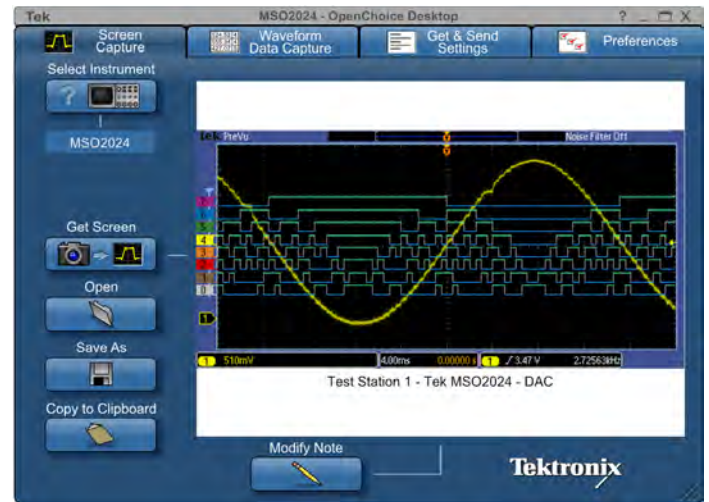 Tek
MSO2024 - OpenChoice Desktop
Screen
Capture
Waveform
Data Capture
Get & Send
Settings
Preferences
Select Instrument
MSO2024
Get Screen
Open
Save As
Copy to Clipboard
Tek PreVu
Noise Filter Off
1 510mV
4.00ms
0.00000 s
1
3.47 V
2.72563kHz
Test Station 1 - Tek MSO2024 - DAC
Modify Note
Tektronix